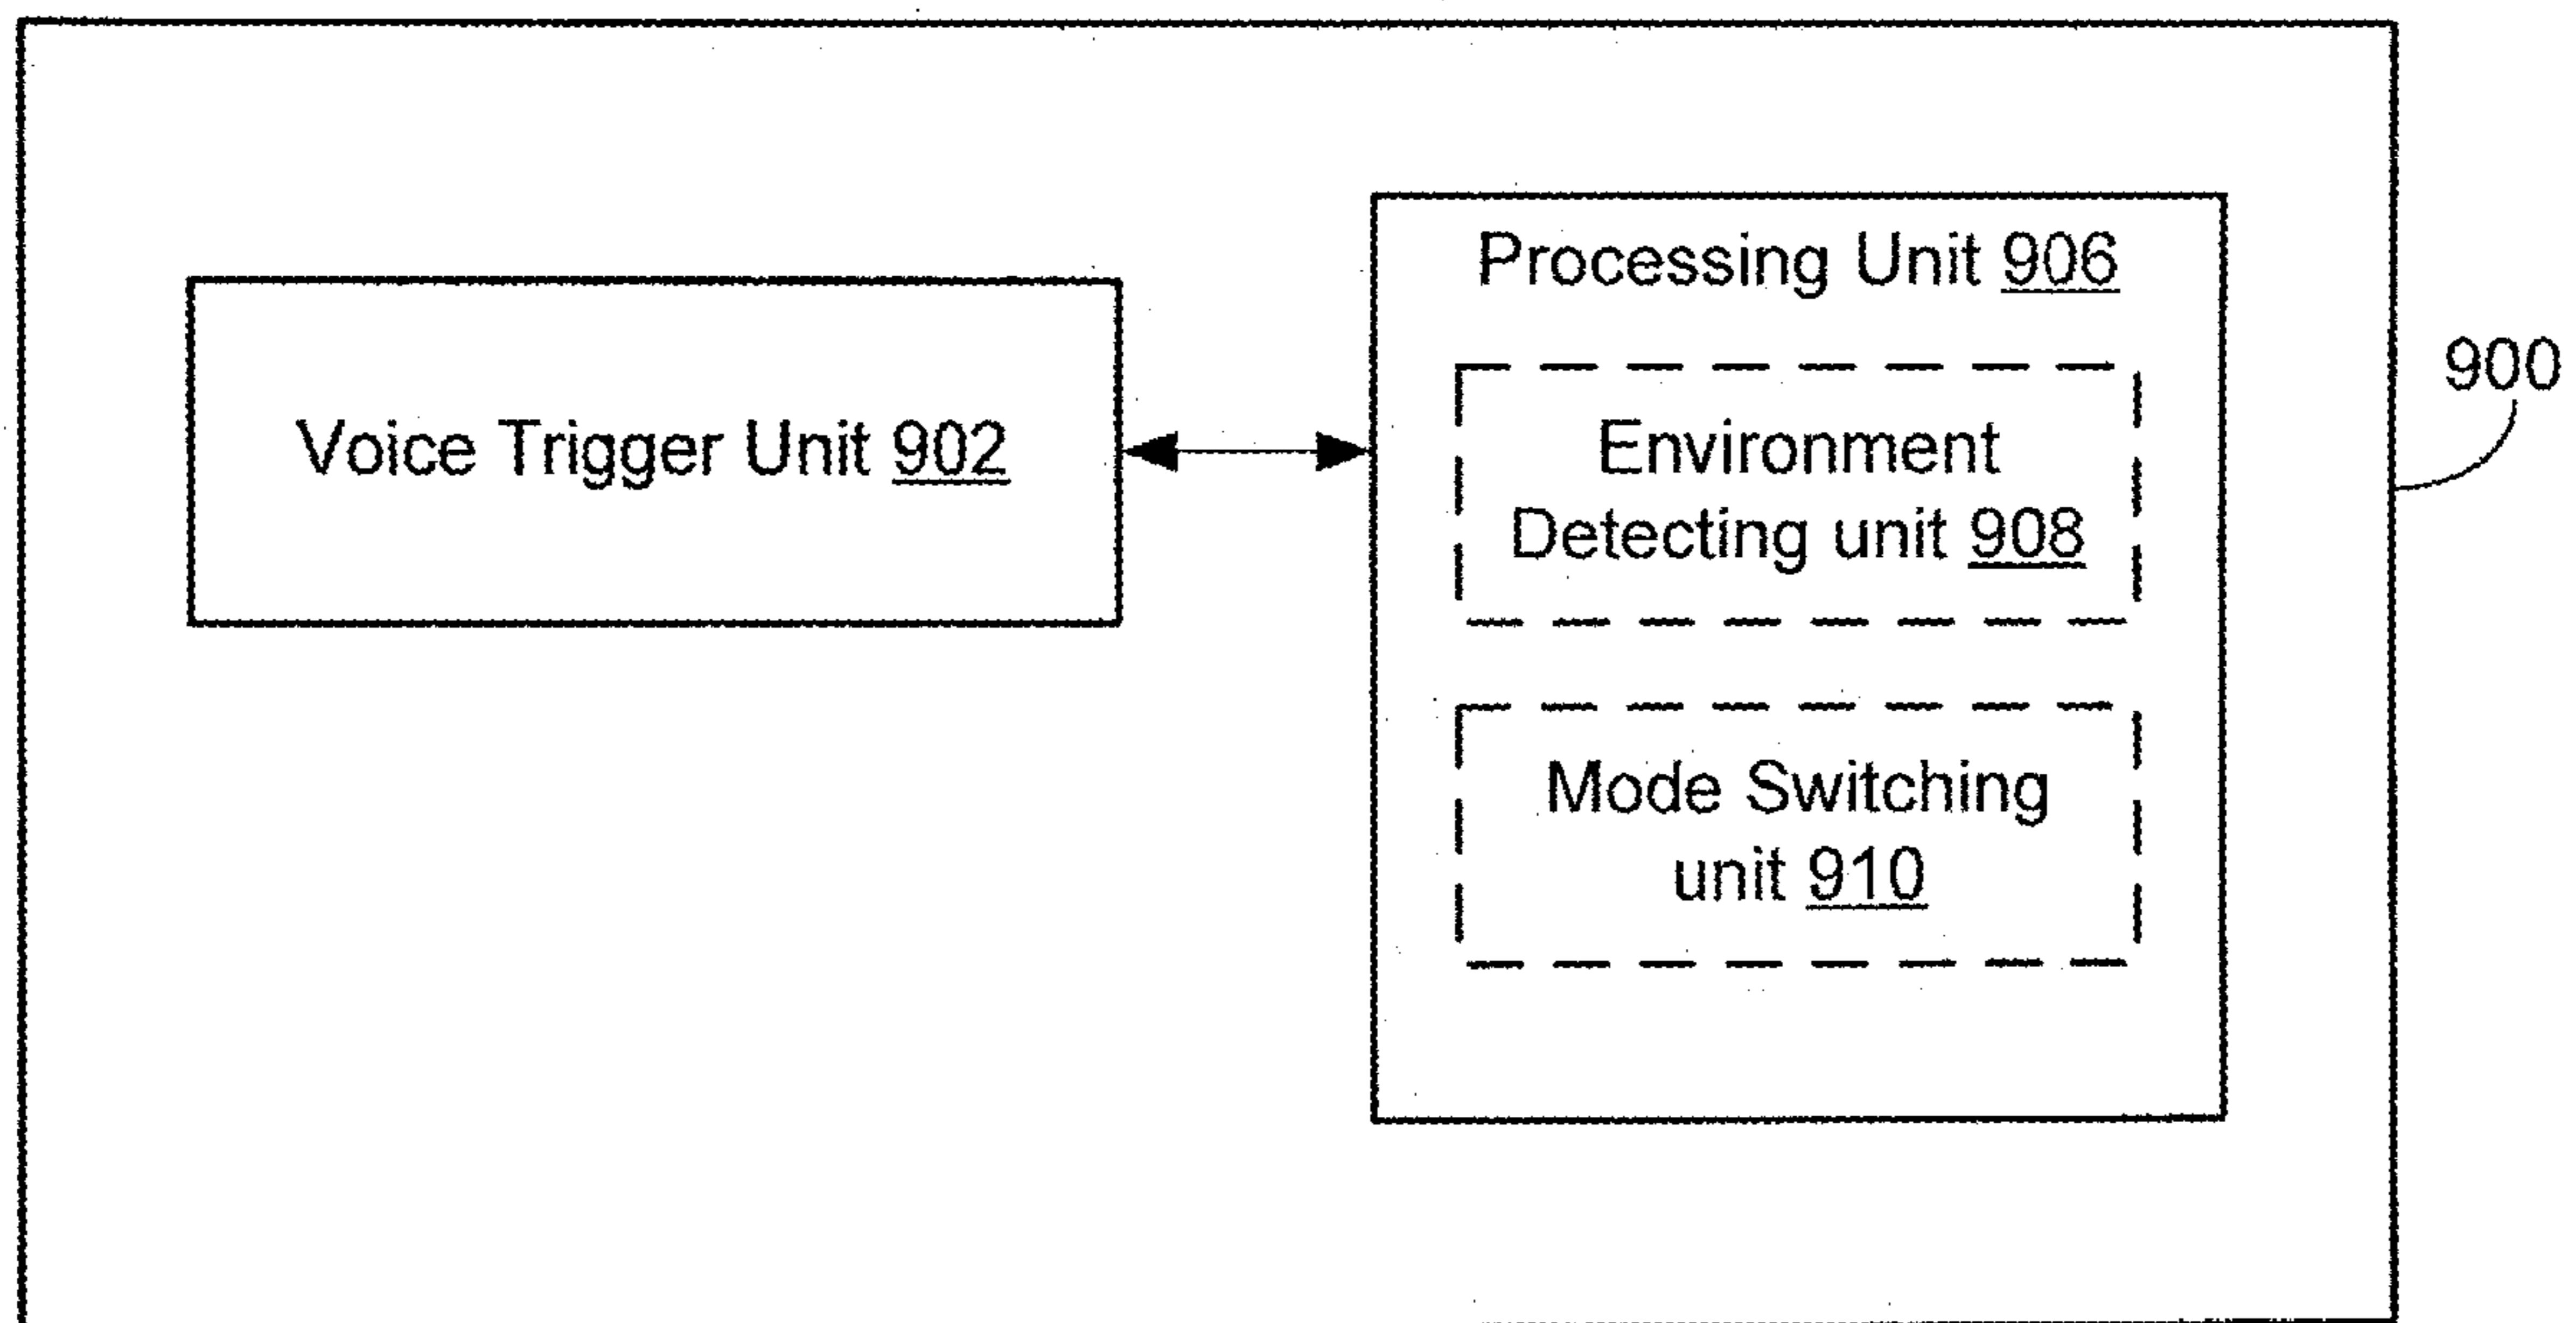 Processing Unit 906
Voice Trigger Unit 902
Environment
Detecting unit 908
Mode Switching
unit 910
900